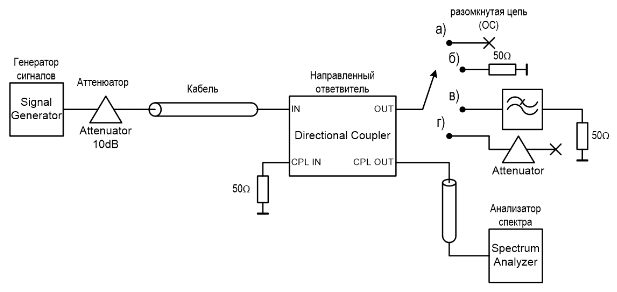 Генератор
сигналов
Signal
Generator
Аттенюатор
Attenuator
10dB
Кабель
Направленный
ответвитель
IN
OUT
Directional Coupler
CPL IN
CPL OUT
50Ω
разомкнутая цепь
(ОС)
а)
б)
50Ω
в)
50Ω
г)
Attenuator
Анализатор
спектра
Spectrum
Analyzer